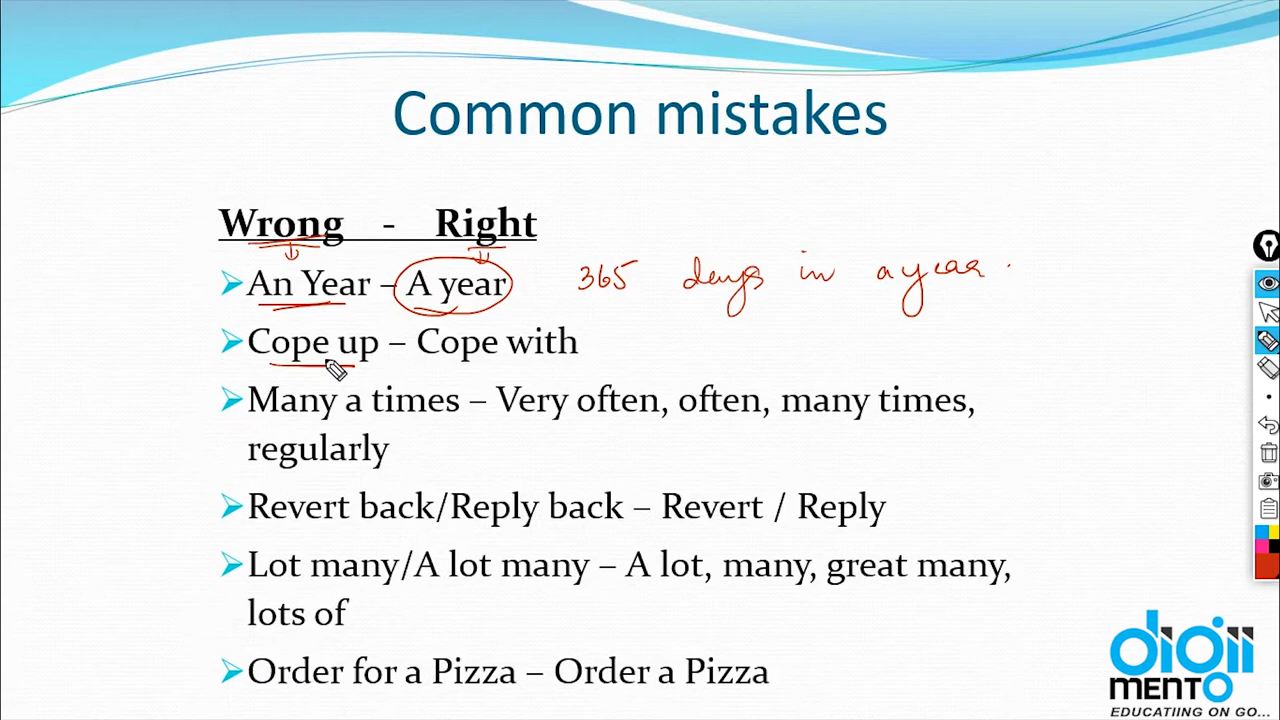 Common mistakes
Wrong - Right
An Year – A year 365 days in a year.
Cope up – Cope with
Many a times – Very often, often, many times,
regularly
Revert back/Reply back – Revert / Reply
Lot many/A lot many – A lot, many, great many,
lots of
Order for a Pizza – Order a Pizza
digii
MENTO
EDUCATIING ON GO...